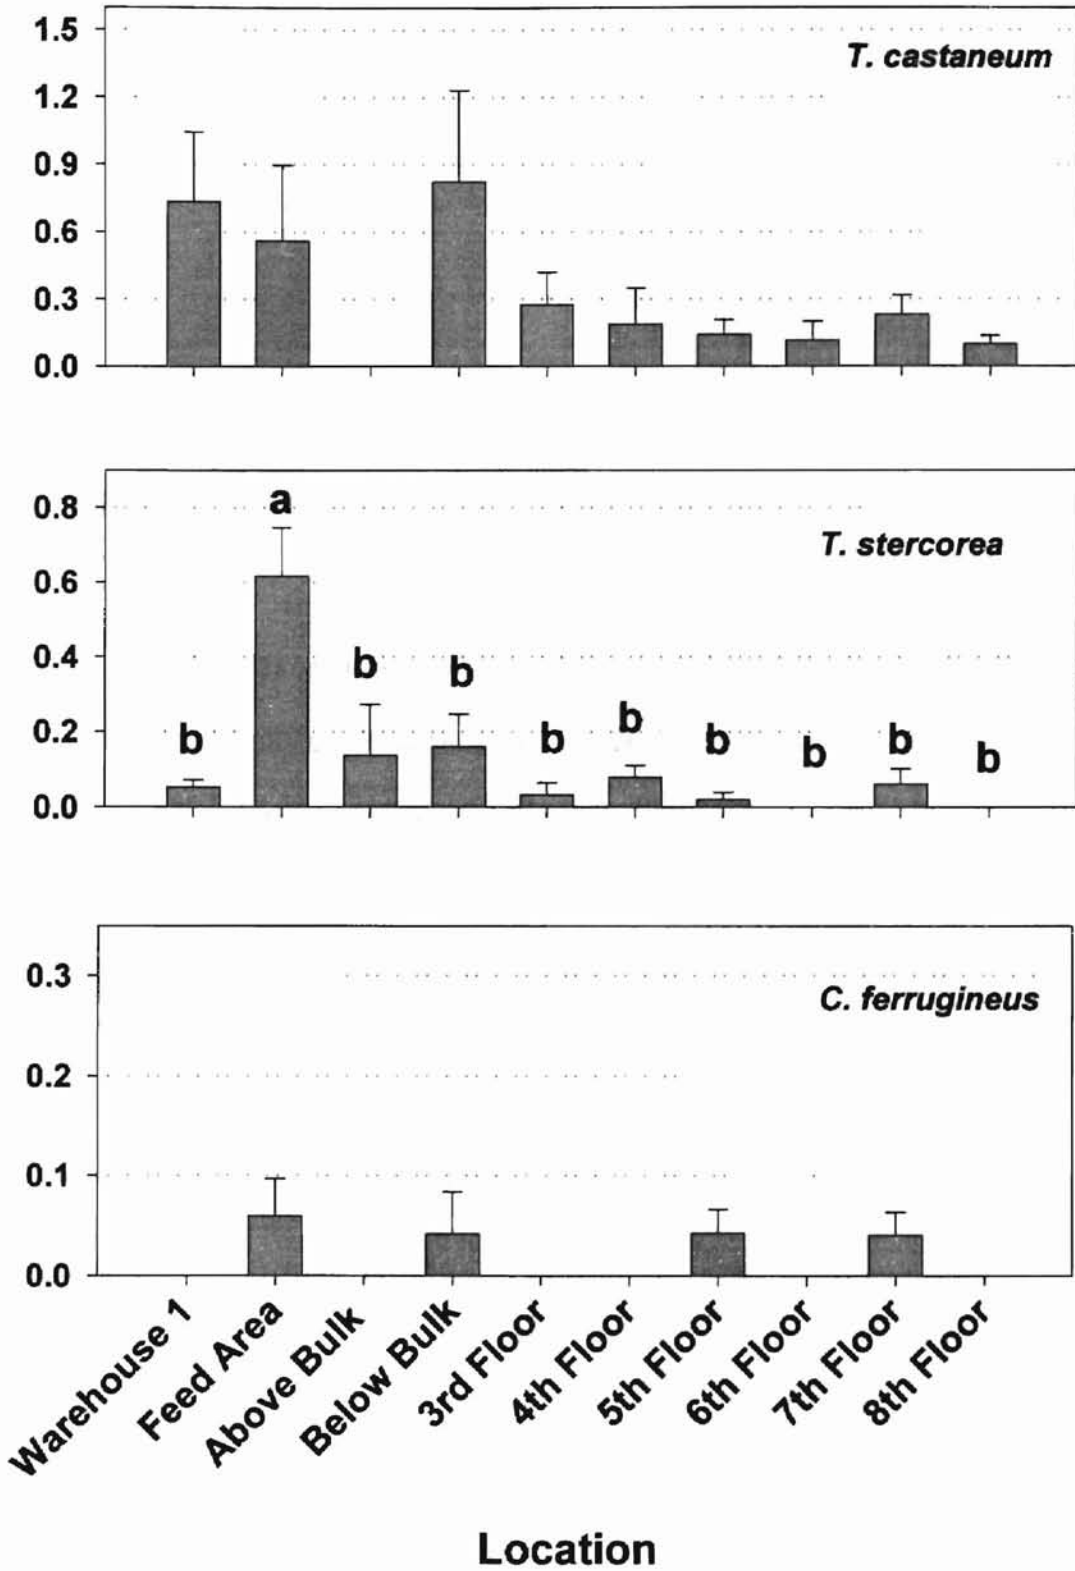 1.5
T. castaneum
1.2
0.9
0.6
0.3
0.0
0.8
a
T. stercorea
0.6
0.4
b b
0.2
b b b b b b b
0.0
0.3
C. ferrugineus
0.2
0.1
0.0
Warehouse 1
Feed Area
Above Bulk
Below Bulk
3rd Floor
4th Floor
5th Floor
6th Floor
7th Floor
8th Floor
Location